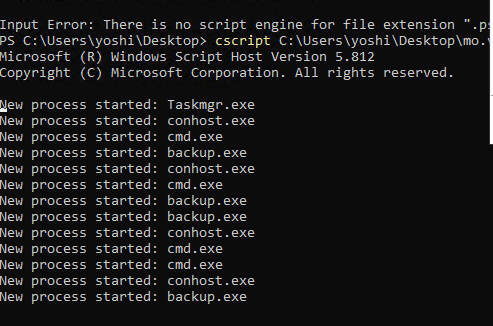 Input Error: There is no script engine for file extension ".ps
PS C:\Users\yoshi\Desktop> cscript C:\Users\yoshi\Desktop\mo.v
Microsoft (R) Windows Script Host Version 5.812
Copyright (C) Microsoft Corporation. All rights reserved.
New process started: Taskmgr.exe
New process started: conhost.exe
New process started: cmd.exe
New process started: backup.exe
New process started: conhost.exe
New process started: cmd.exe
New process started: backup.exe
New process started: backup.exe
New process started: conhost.exe
New process started: cmd.exe
New process started: cmd.exe
New process started: conhost.exe
New process started: backup.exe